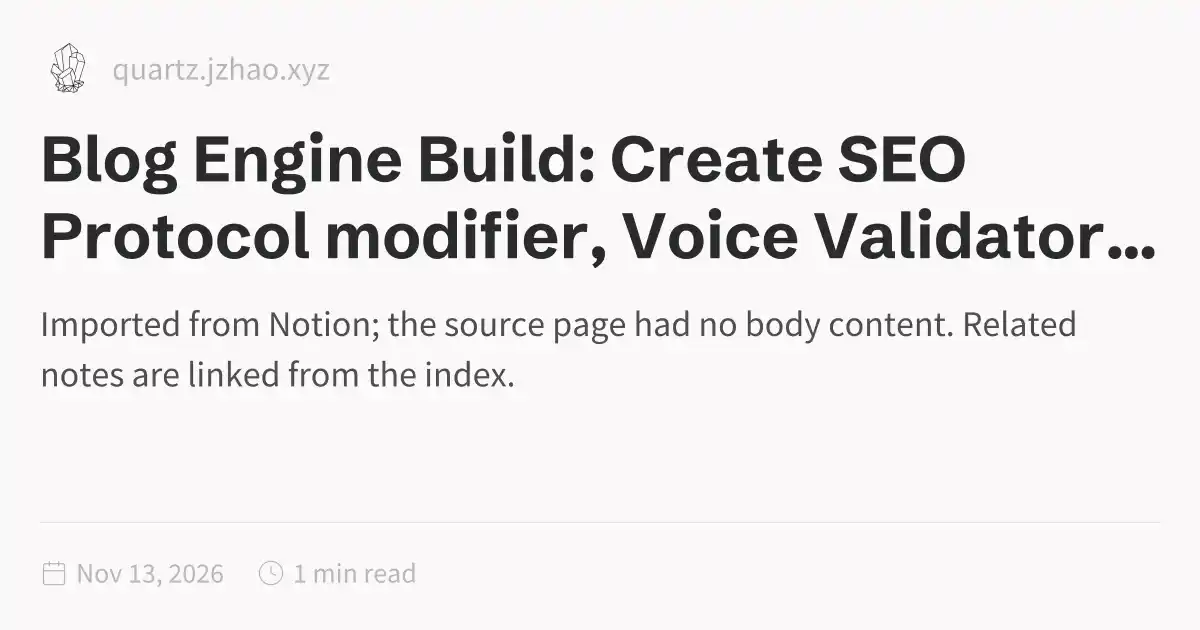 quartz.jzhao.xyz
Blog Engine Build: Create SEO
Protocol modifier, Voice Validator...
Imported from Notion; the source page had no body content. Related
notes are linked from the index.
Nov 13, 2026 1 min read